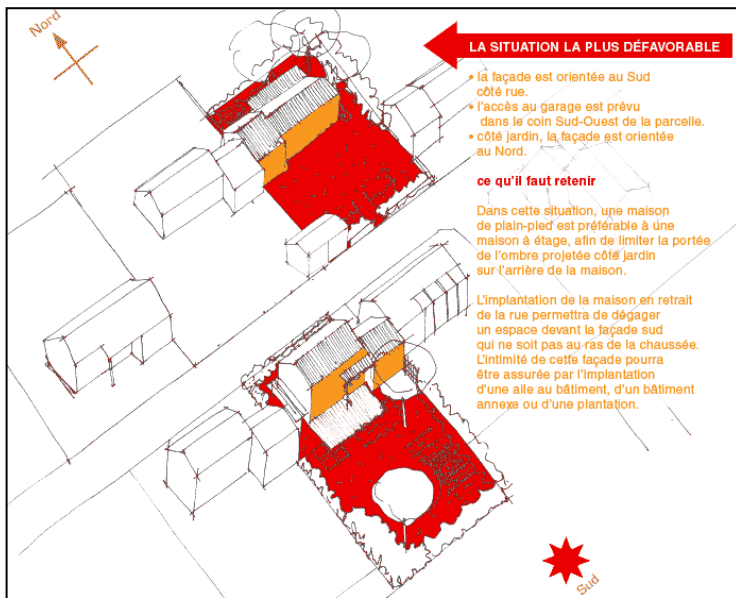 Nord
LA SITUATION LA PLUS DÉFAVORABLE
• la façade est orientée au Sud
côté rue.
• l'accès au garage est prévu
dans le coin Sud-Ouest de la parcelle.
• côté jardin, la façade est orientée
au Nord.
ce qu'il faut retenir
Dans cette situation, une maison
de plain-pied est préférable à une
maison à étage, afin de limiter la portée
de l'ombre projetée côté jardin
sur l'arrière de la maison.
L'implantation de la maison en retrait
de la rue permettra de dégager
un espace devant la façade sud
qui ne soit pas au ras de la chaussée.
L'intimité de cette façade pourra
être assurée par l'implantation
d'une aile au bâtiment, d'un bâtiment
annexe ou d'une plantation.
Sud